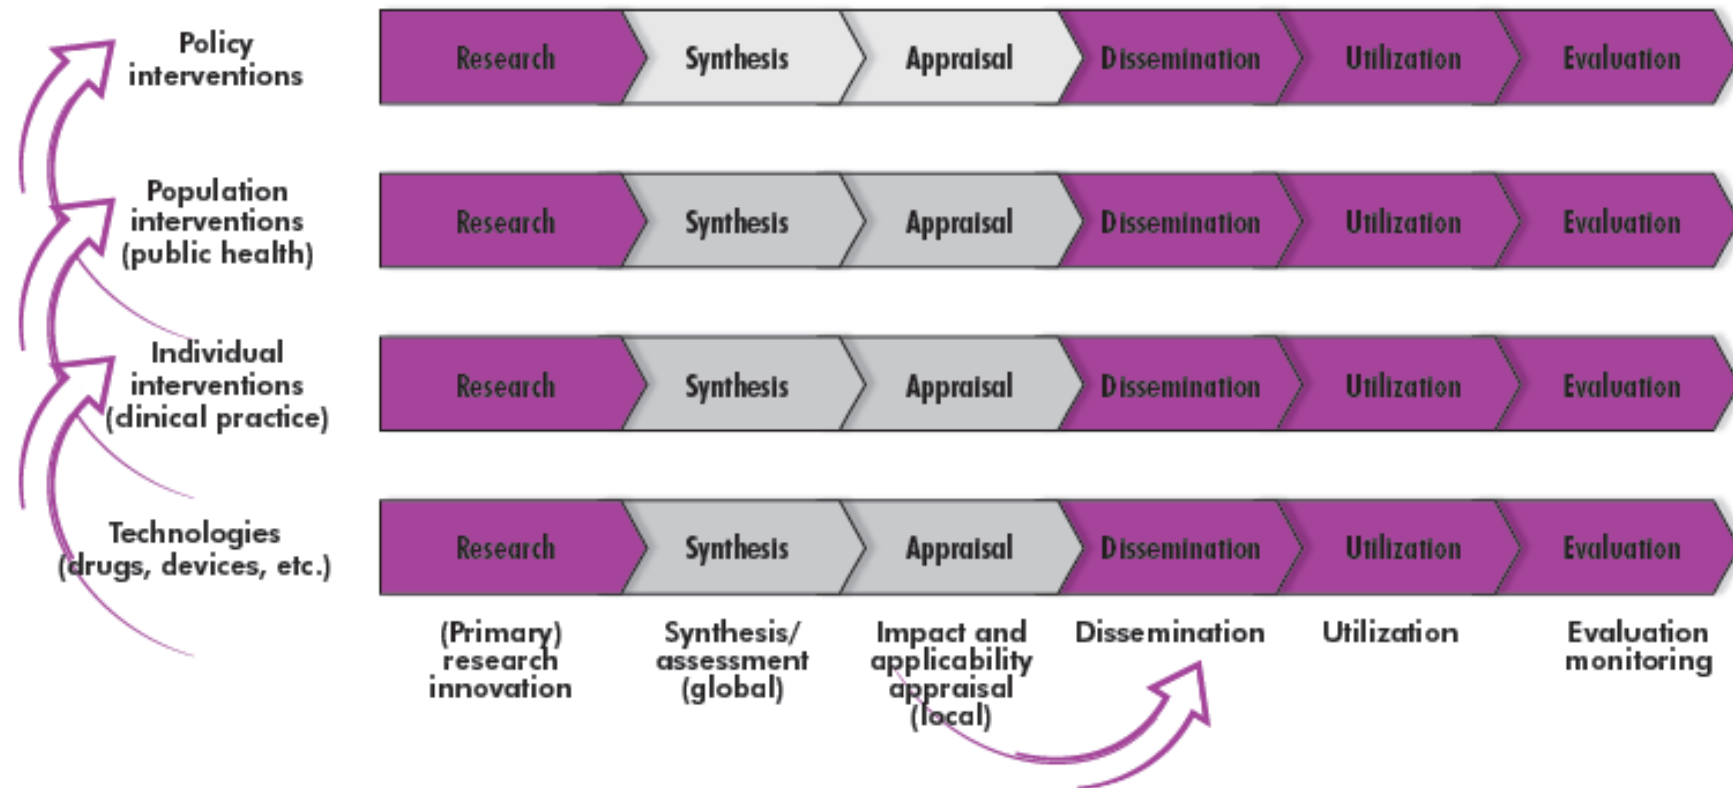 Policy
interventions
Research
Synthesis
Appraisal
Dissemination
Utilization
Evaluation
Population
interventions
(public health)
Research
Synthesis
Appraisal
Dissemination
Utilization
Evaluation
Individual
interventions
(clinical practice)
Research
Synthesis
Appraisal
Dissemination
Utilization
Evaluation
Technologies
(drugs, devices, etc.)
Research
Synthesis
Appraisal
Dissemination
Utilization
Evaluation
(Primary)
research
innovation
Synthesis/
assessment
(global)
Impact and
applicability
appraisal
(local)
Dissemination
Utilization
Evaluation
monitoring